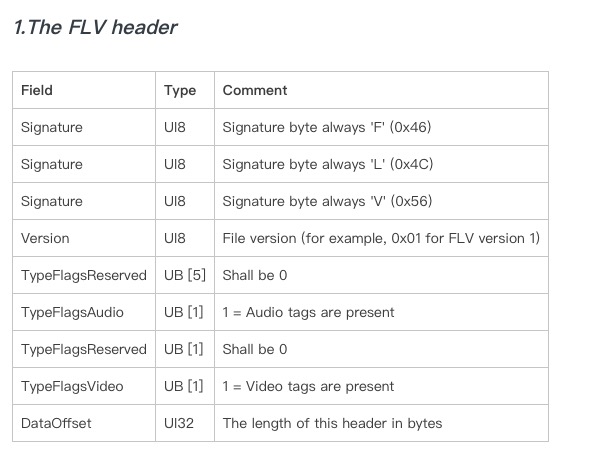 1.The FLV header
Field Type Comment
Signature UI8 Signature byte always 'F' (0x46)
Signature UI8 Signature byte always 'L' (0x4C)
Signature UI8 Signature byte always 'V' (0x56)
Version UI8 File version (for example, 0x01 for FLV version 1)
TypeFlagsReserved UB [5] Shall be 0
TypeFlagsAudio UB [1] 1 = Audio tags are present
TypeFlagsReserved UB [1] Shall be 0
TypeFlagsVideo UB [1] 1 = Video tags are present
DataOffset UI32 The length of this header in bytes